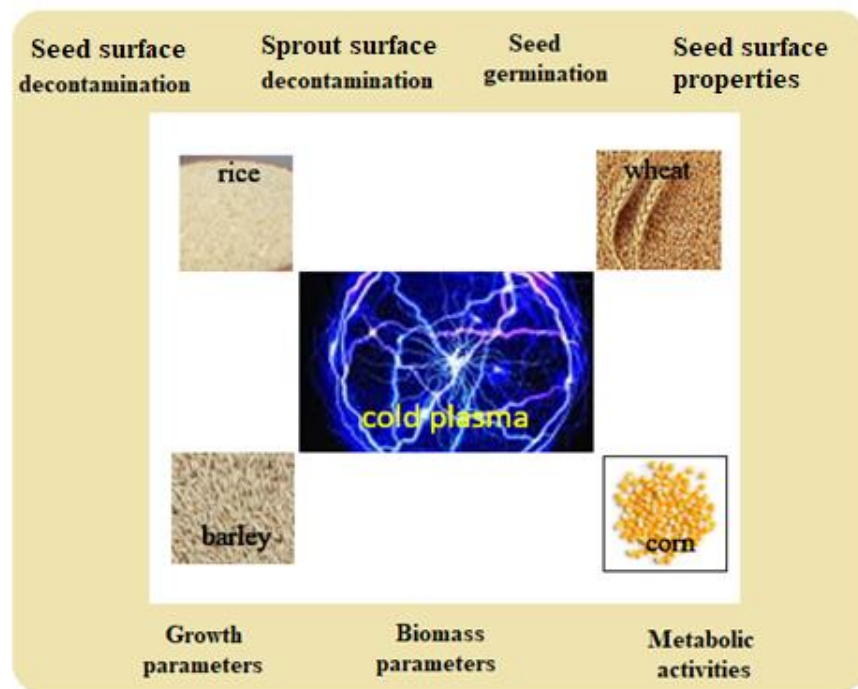 Seed surface
decontamination
Sprout surface
decontamination
Seed
germination
Seed surface
properties
rice
wheat
cold plasma
barley
corn
Growth
parameters
Biomass
parameters
Metabolic
activities